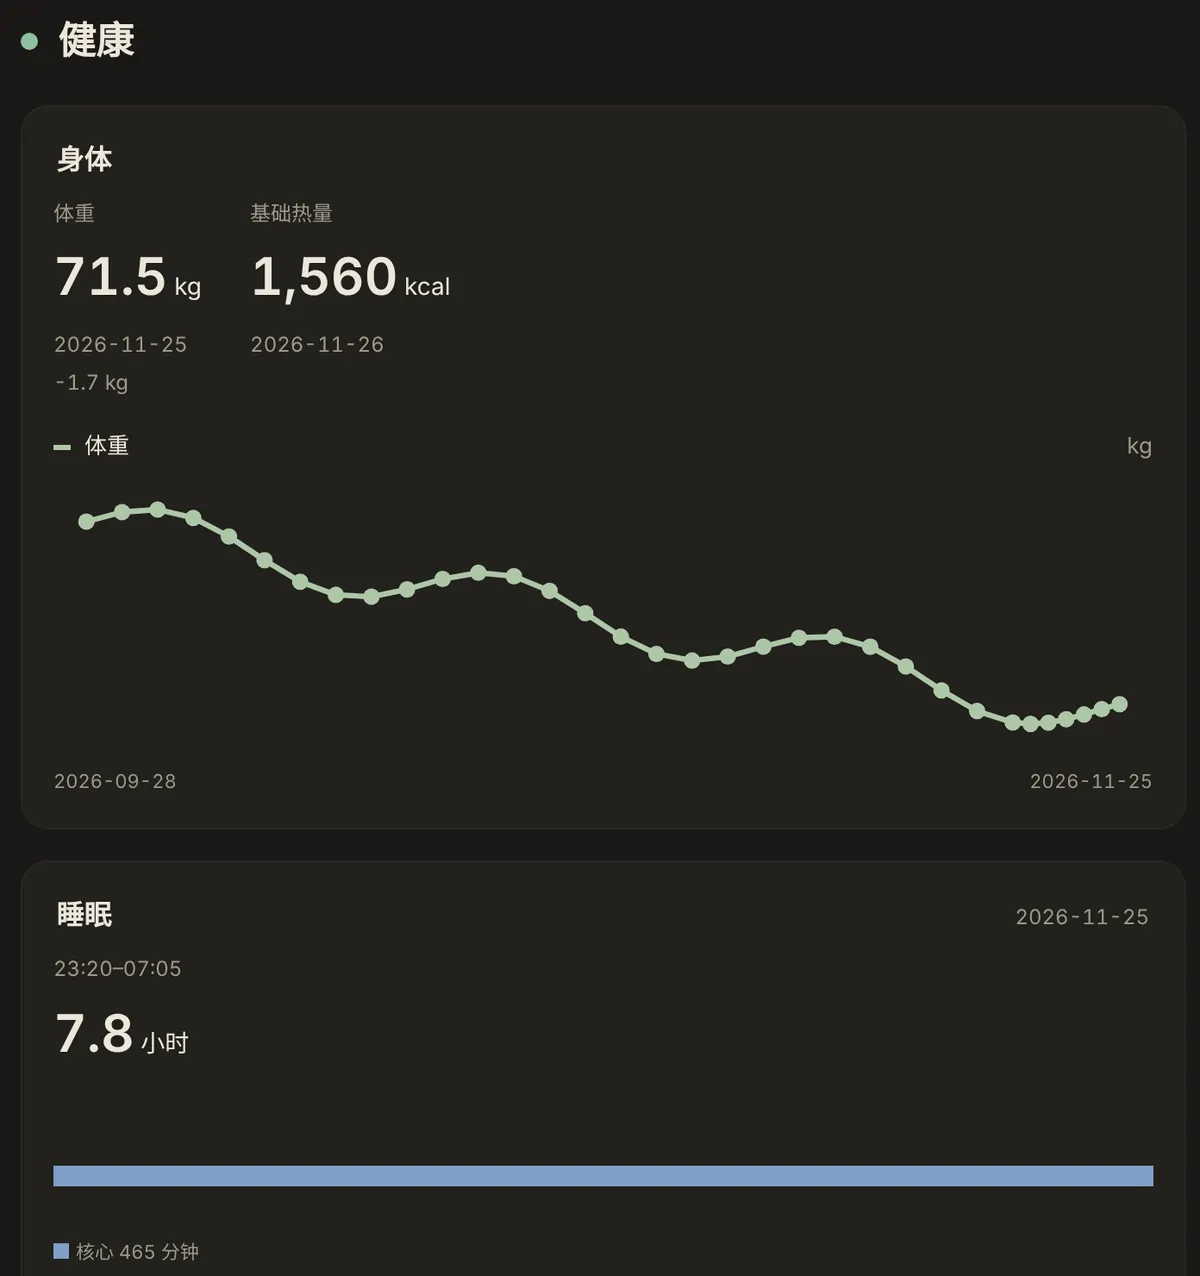 健康
身体
体重 基础热量
71.5 kg 1,560 kcal
2026-11-25 2026-11-26
-1.7 kg
体重 kg
2026-09-28 2026-11-25
睡眠 2026-11-25
23:20–07:05
7.8 小时
核心 465 分钟